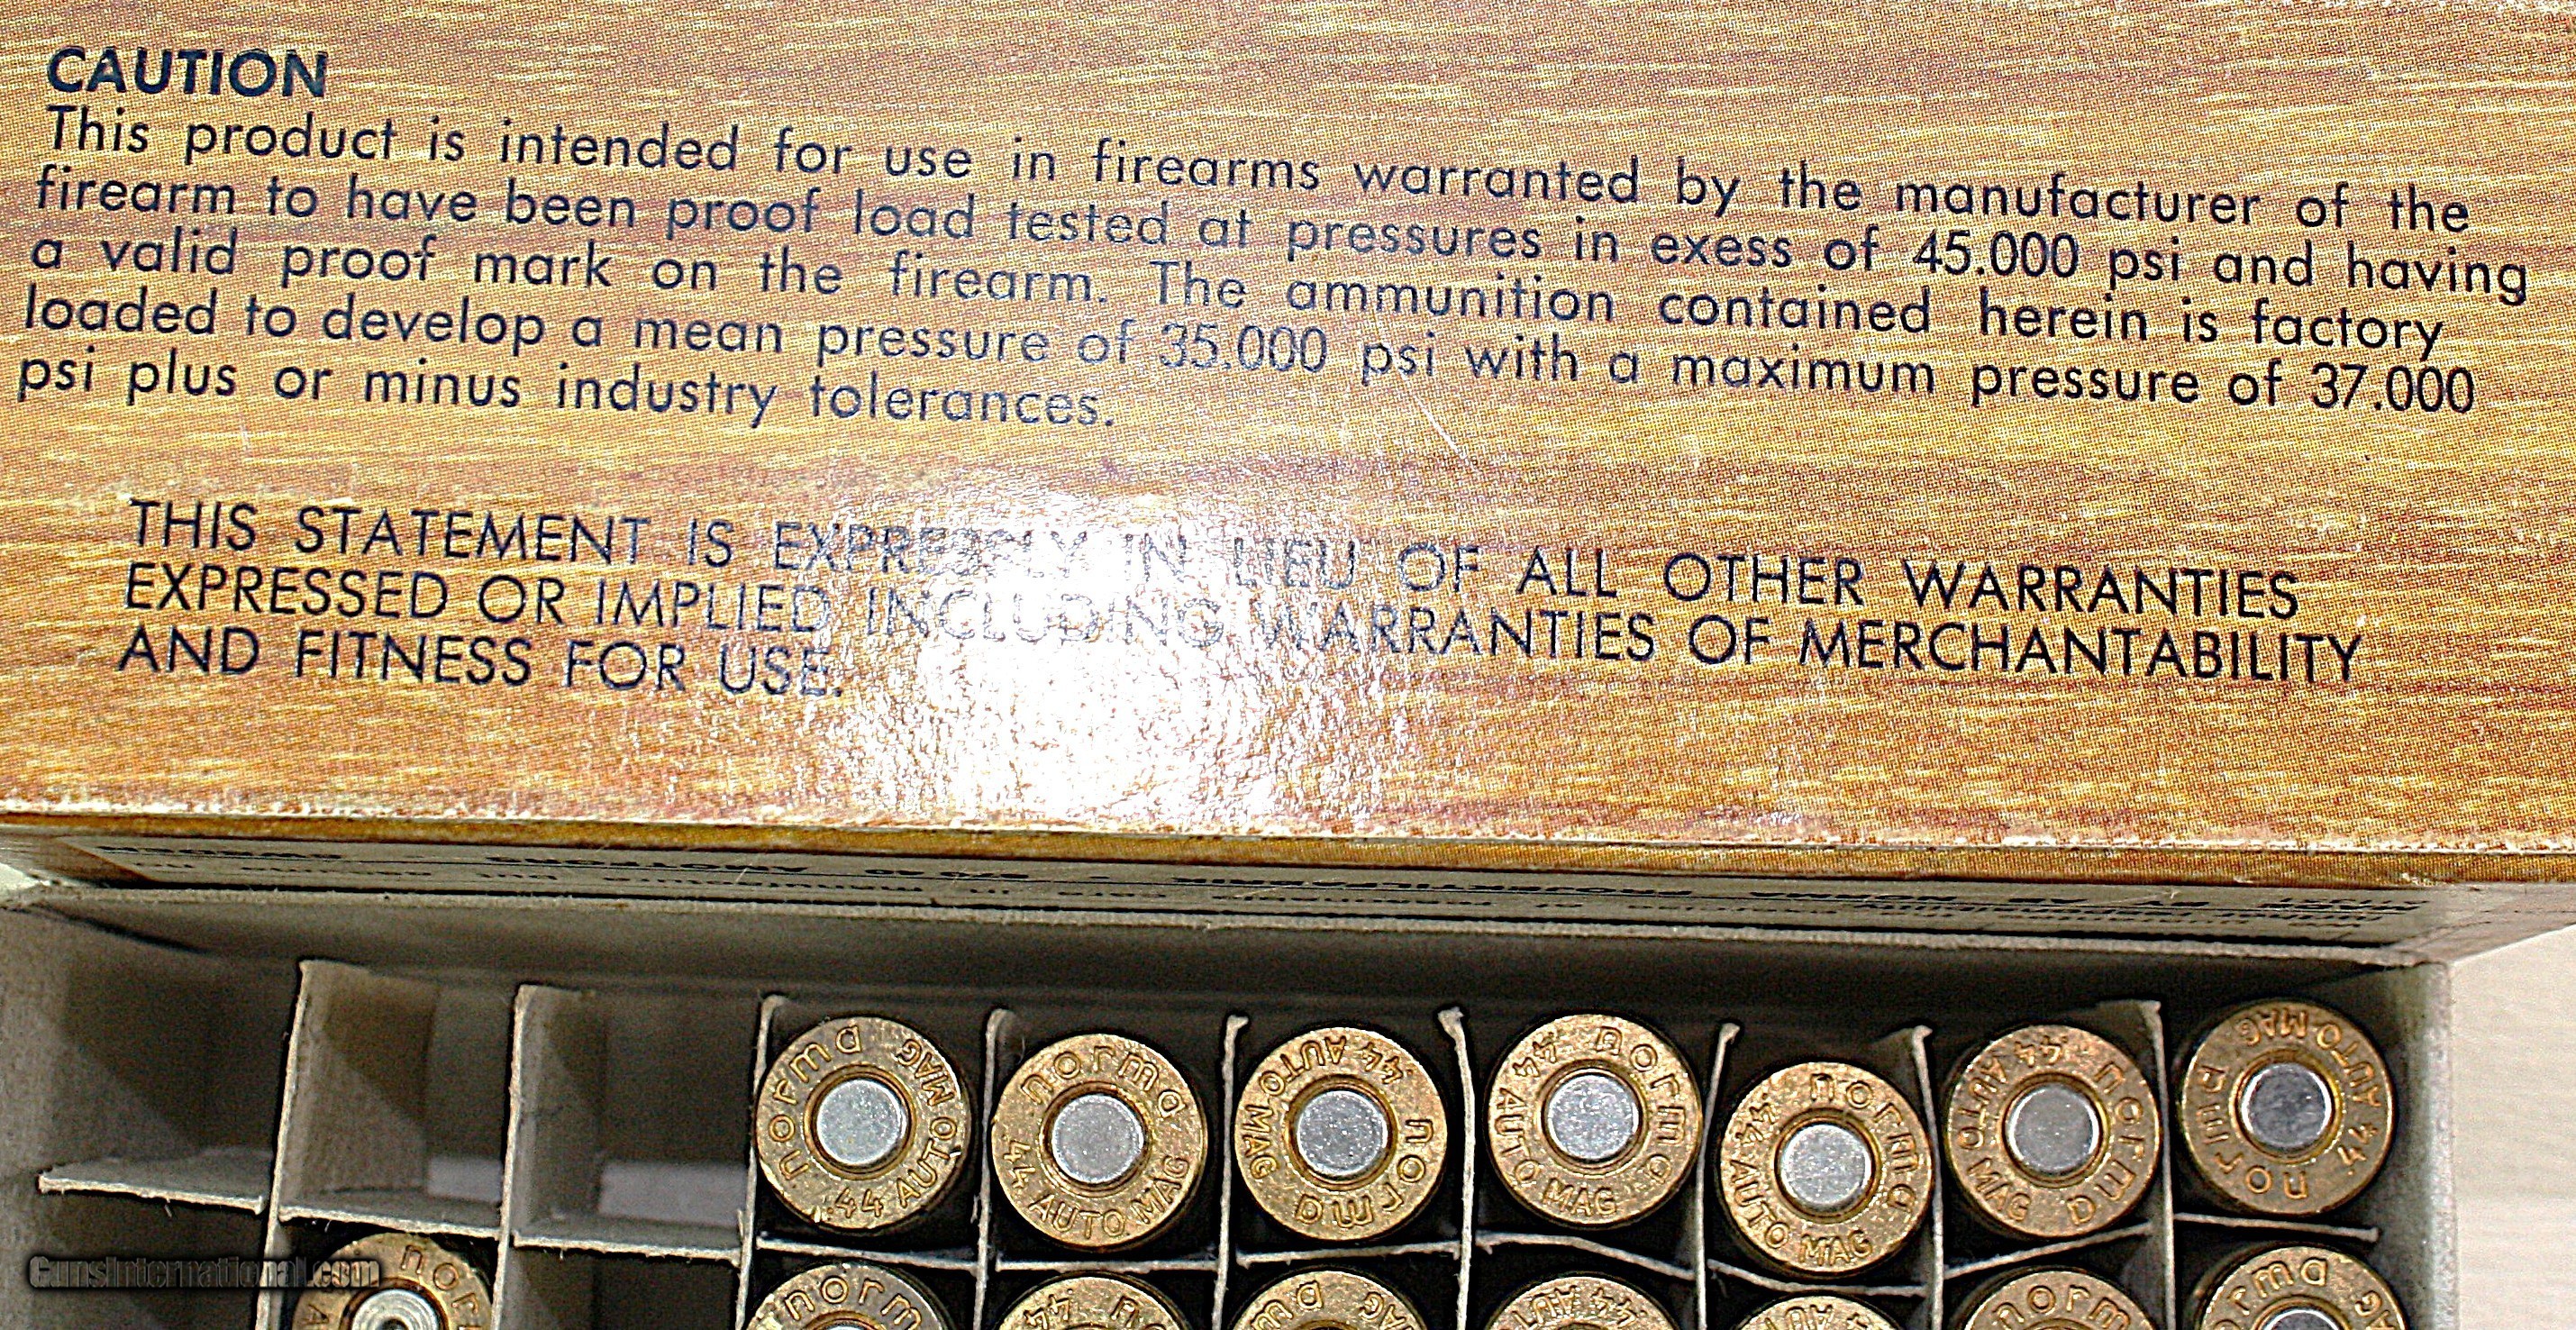 CAUTION
This product is intended for use in firearms warranted by the manufacturer of the
firearm to have been proof load tested at pressures in exess of 45.000 psi and having
a valid proof mark on the firearm. The ammunition contained herein is factory
loaded to develop a mean pressure of 35.000 psi with a maximum pressure of 37.000
psi plus or minus industry tolerances.
THIS STATEMENT IS EXPRESSLY IN LIEU OF ALL OTHER WARRANTIES
EXPRESSED OR IMPLIED INCLUDING WARRANTIES OF MERCHANTABILITY
AND FITNESS FOR USE.
norma .44 AUTO MAG
norma .44 AUTO MAG
norma .44 AUTO MAG
norma .44 AUTO MAG
norma .44 AUTO MAG
norma .44 AUTO MAG
norma .44 AUTO MAG
GunsInternational.com